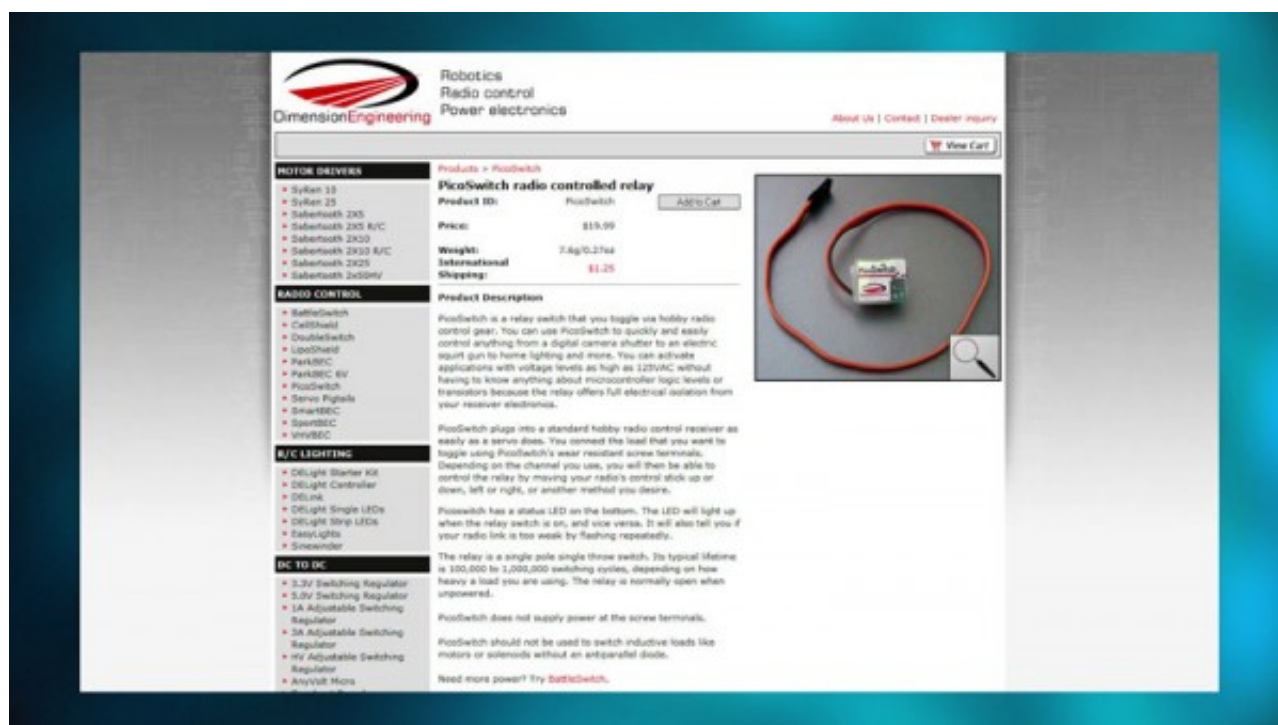 Robotics
Radio control
Power electronics
DimensionEngineering
About Us | Contact | Dealer inquiry
View Cart
MOTOR DRIVERS
SyRen 10
SyRen 25
Sabertooth 2X5
Sabertooth 2X5 R/C
Sabertooth 2X10
Sabertooth 2X10 R/C
Sabertooth 2X25
Sabertooth 2x50HV
RADIO CONTROL
BattleSwitch
CellShield
DoubleSwitch
LipoShield
ParkBEC
ParkBEC 6V
PicoSwitch
Servo Pigtails
SmartBEC
SportBEC
VHVBEC
R/C LIGHTING
DELight Starter Kit
DELight Controller
DELink
DELight Single LEDs
DELight Strip LEDs
EasyLights
Sinewinder
DC TO DC
3.3V Switching Regulator
5.0V Switching Regulator
1A Adjustable Switching
Regulator
3A Adjustable Switching
Regulator
HV Adjustable Switching
Regulator
AnyVolt Micro
Products > PicoSwitch
PicoSwitch radio controlled relay
Product ID: PicoSwitch Add to Cart
Price: $19.99
Weight: 7.6g/0.27oz
International
Shipping: $1.25
Product Description
PicoSwitch is a relay switch that you toggle via hobby radio
control gear. You can use PicoSwitch to quickly and easily
control anything from a digital camera shutter to an electric
squirt gun to home lighting and more. You can activate
applications with voltage levels as high as 125VAC without
having to know anything about microcontroller logic levels or
transistors because the relay offers full electrical isolation from
your receiver electronics.
PicoSwitch plugs into a standard hobby radio control receiver as
easily as a servo does. You connect the load that you want to
toggle using PicoSwitch's wear resistant screw terminals.
Depending on the channel you use, you will then be able to
control the relay by moving your radio's control stick up or
down, left or right, or another method you desire.
Picoswitch has a status LED on the bottom. The LED will light up
when the relay switch is on, and vice versa. It will also tell you if
your radio link is too weak by flashing repeatedly.
The relay is a single pole single throw switch. Its typical lifetime
is 100,000 to 1,000,000 switching cycles, depending on how
heavy a load you are using. The relay is normally open when
unpowered.
PicoSwitch does not supply power at the screw terminals.
PicoSwitch should not be used to switch inductive loads like
motors or solenoids without an antiparallel diode.
Need more power? Try BattleSwitch.
PicoSwitch